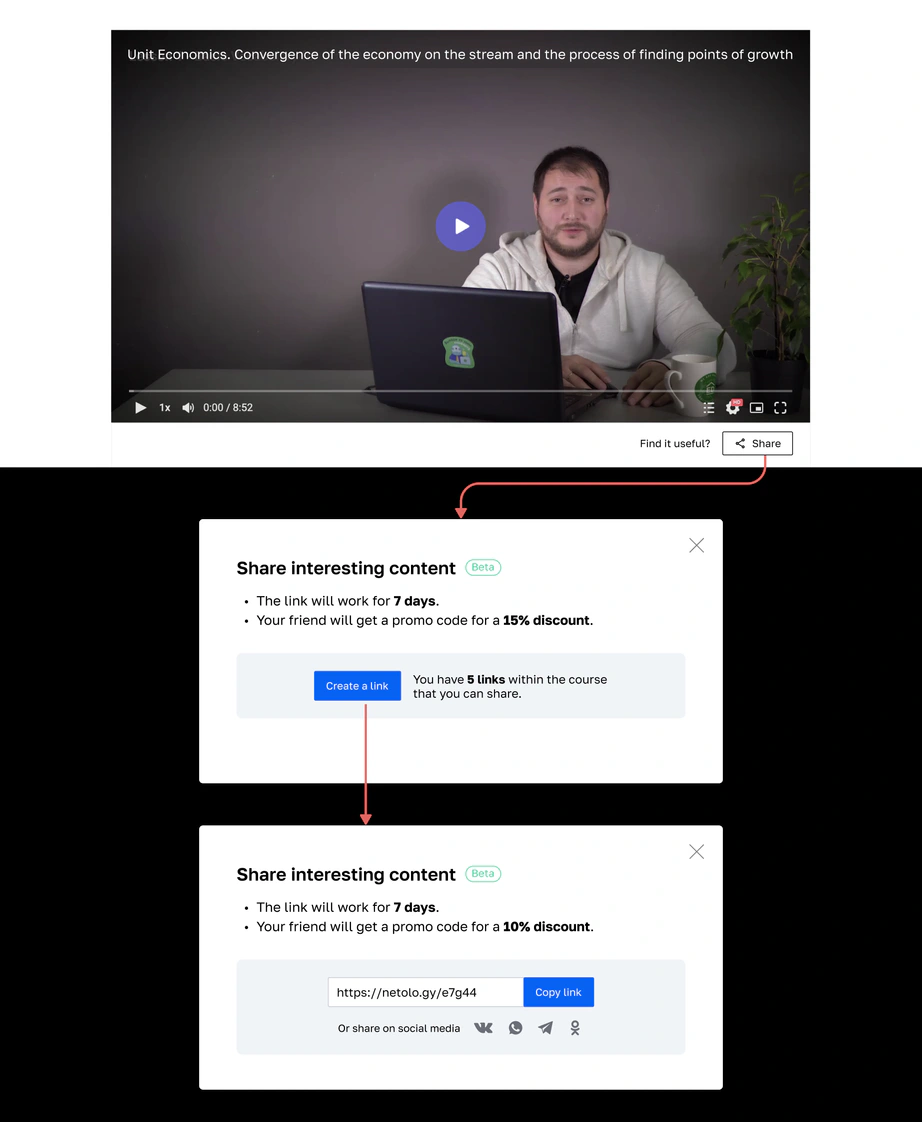 Unit Economics. Convergence of the economy on the stream and the process of finding points of growth
1x
0:00 / 8:52
HD
Find it useful?
Share
Share interesting content
Beta
• The link will work for 7 days.
• Your friend will get a promo code for a 15% discount.
Create a link
You have 5 links within the course
that you can share.
Share interesting content
Beta
• The link will work for 7 days.
• Your friend will get a promo code for a 10% discount.
https://netolo.gy/e7g44
Copy link
Or share on social media